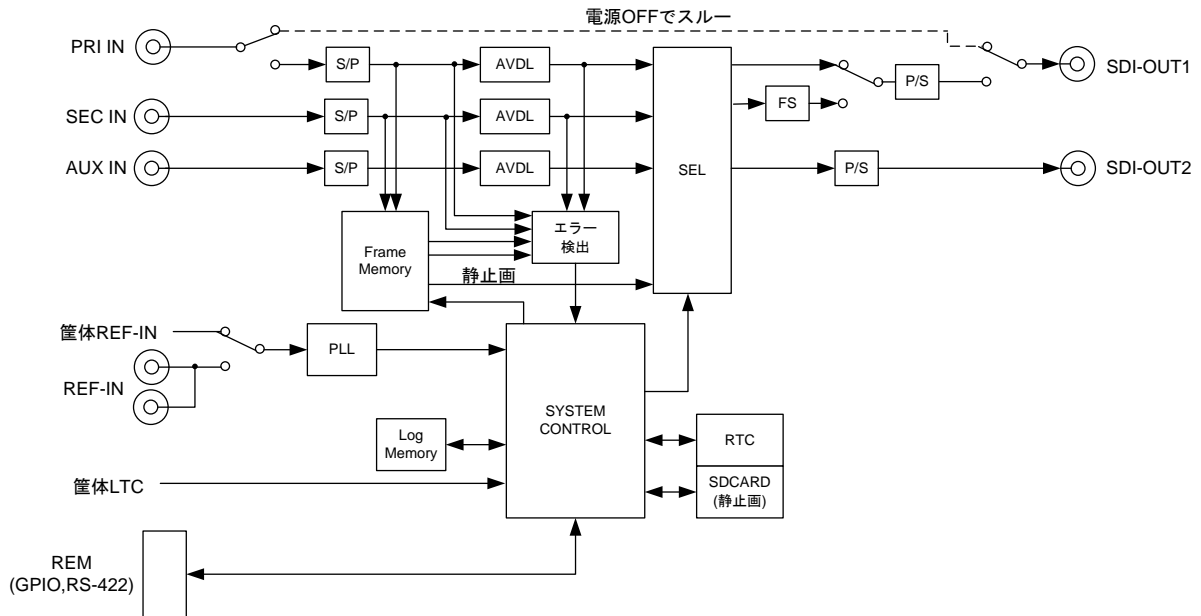 電源OFFでスルー
PRI IN
S/P
AVDL
P/S
SDI-OUT1
SEC IN
S/P
AVDL
FS
AUX IN
S/P
AVDL
SEL
P/S
SDI-OUT2
Frame
Memory
エラー
検出
静止画
筐体REF-IN
PLL
REF-IN
SYSTEM
CONTROL
Log
Memory
RTC
SDCARD
(静止画)
筐体LTC
REM
(GPIO,RS-422)